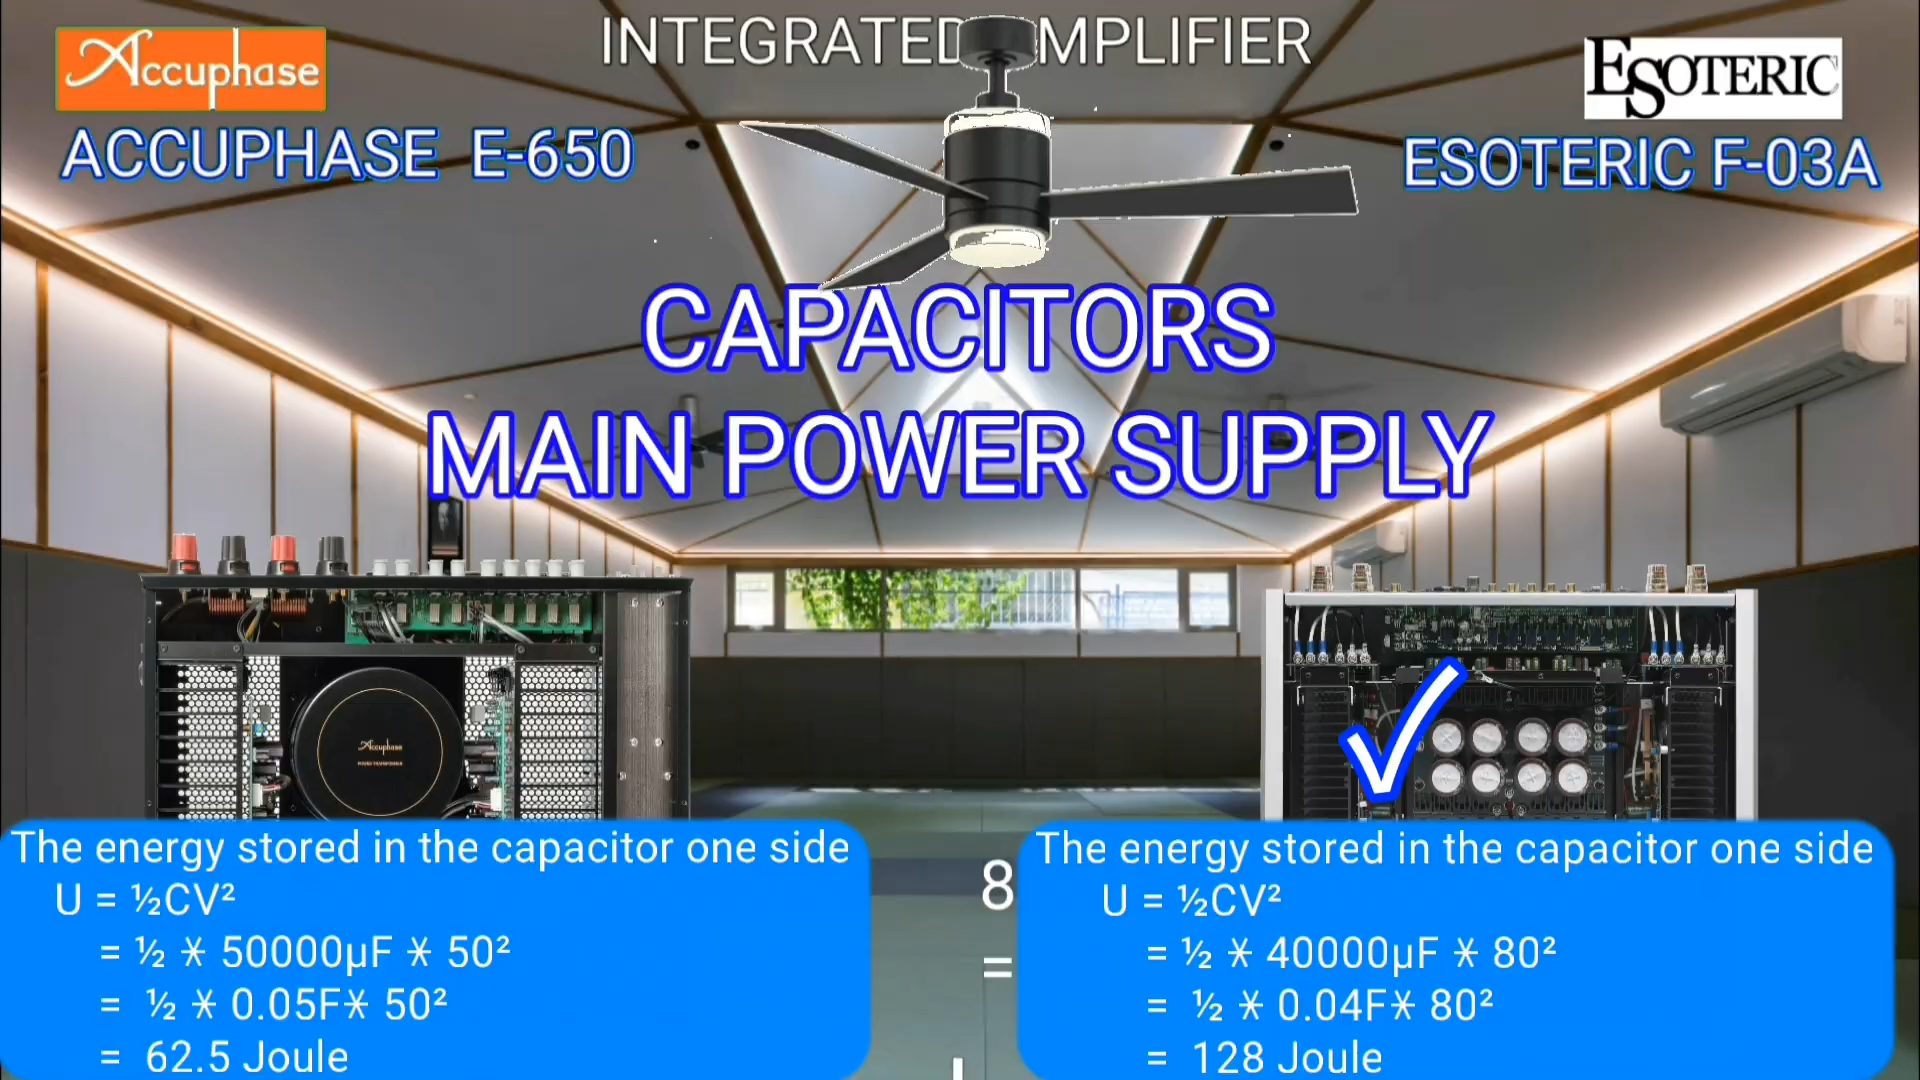 INTEGRATED MPLIFIER
Accuphase
ESOTERIC
ACCUPHASE E-650
ESOTERIC F-03A
CAPACITORS
MAIN POWER SUPPLY
Accuphase
The energy stored in the capacitor one side
U = ½CV²
= ½ * 50000μF * 50²
= ½ * 0.05F* 50²
= 62.5 Joule
8
=
The energy stored in the capacitor one side
U = ½CV²
= ½ * 40000μF * 80²
= ½ * 0.04F* 80²
= 128 Joule